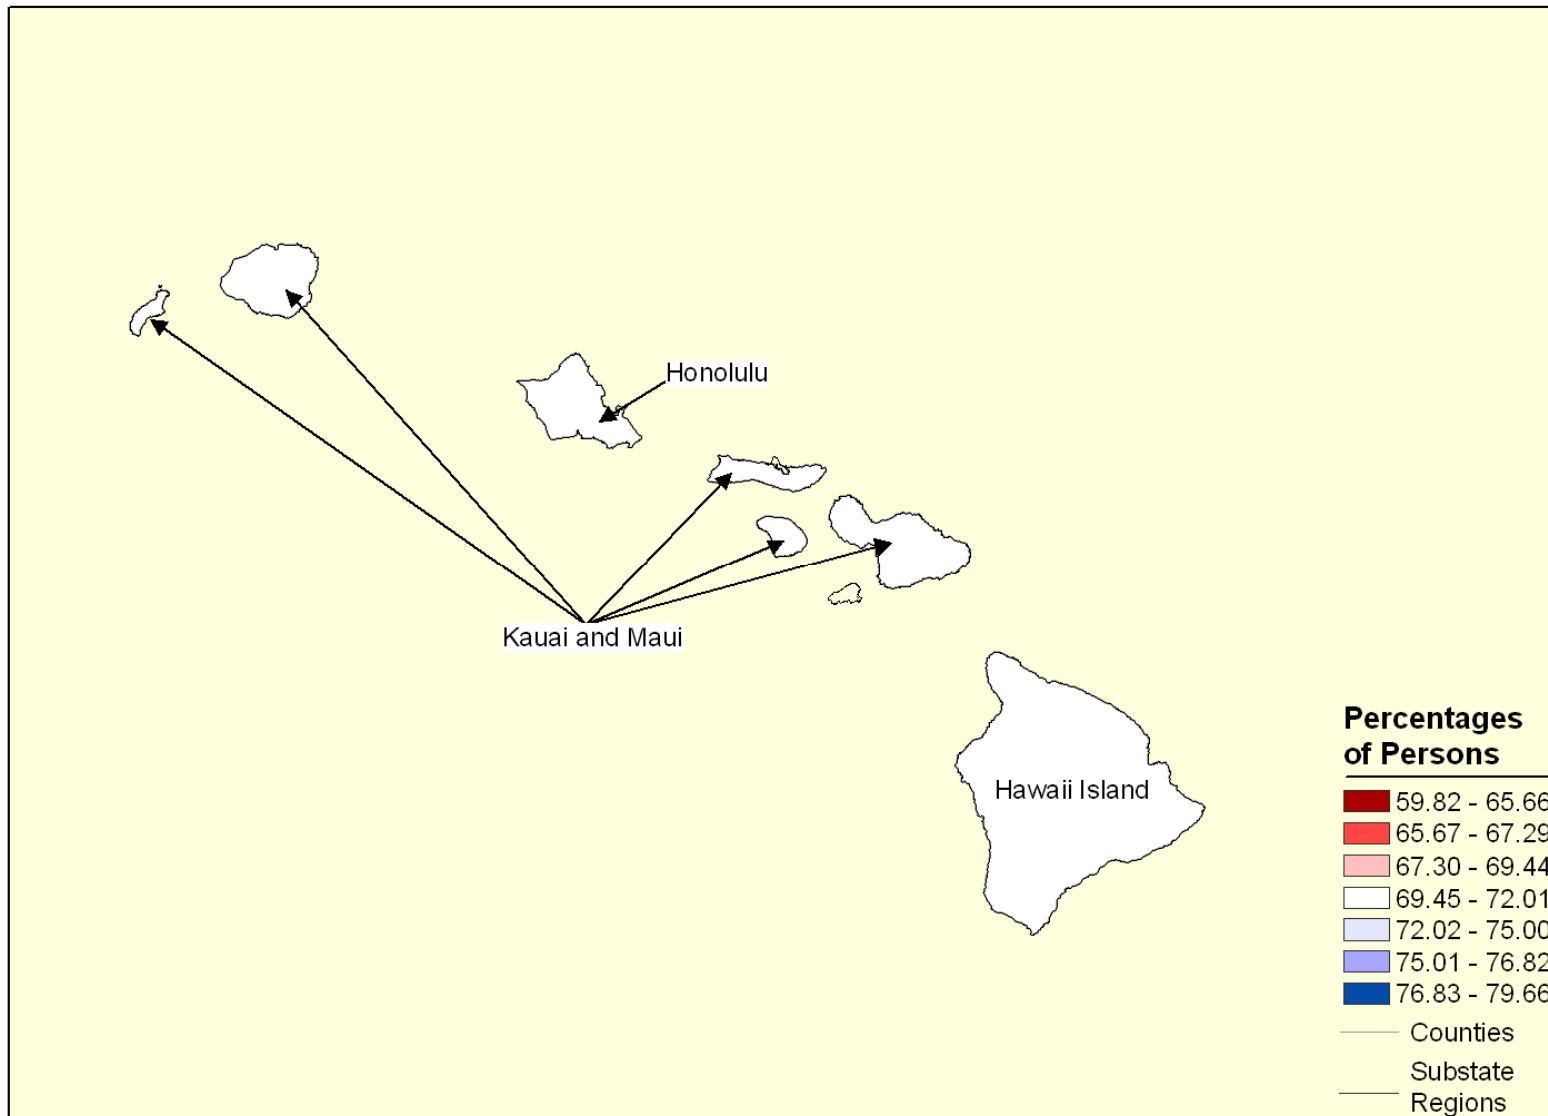 Honolulu
Kauai and Maui
Hawaii Island
Percentages
of Persons
59.82 - 65.66
65.67 - 67.29
67.30 - 69.44
69.45 - 72.01
72.02 - 75.00
75.01 - 76.82
76.83 - 79.66
Counties
Substate
Regions